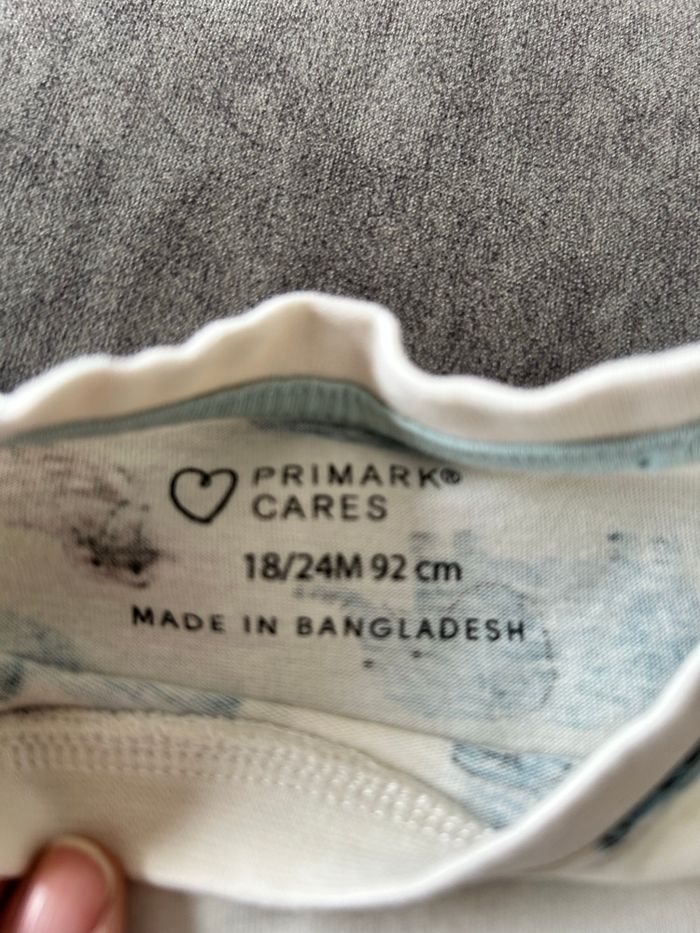 PRIMARK®
CARES
18/24M 92 cm
MADE IN BANGLADESH